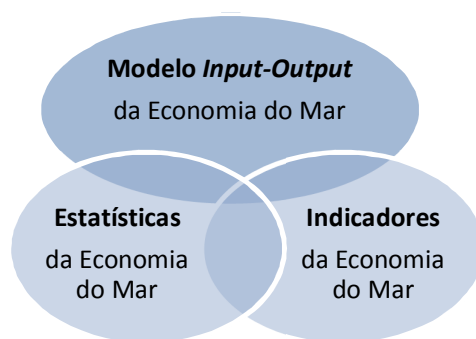 Modelo Input-Output
da Economia do Mar
Estatísticas
da Economia
do Mar
Indicadores
da Economia
do Mar